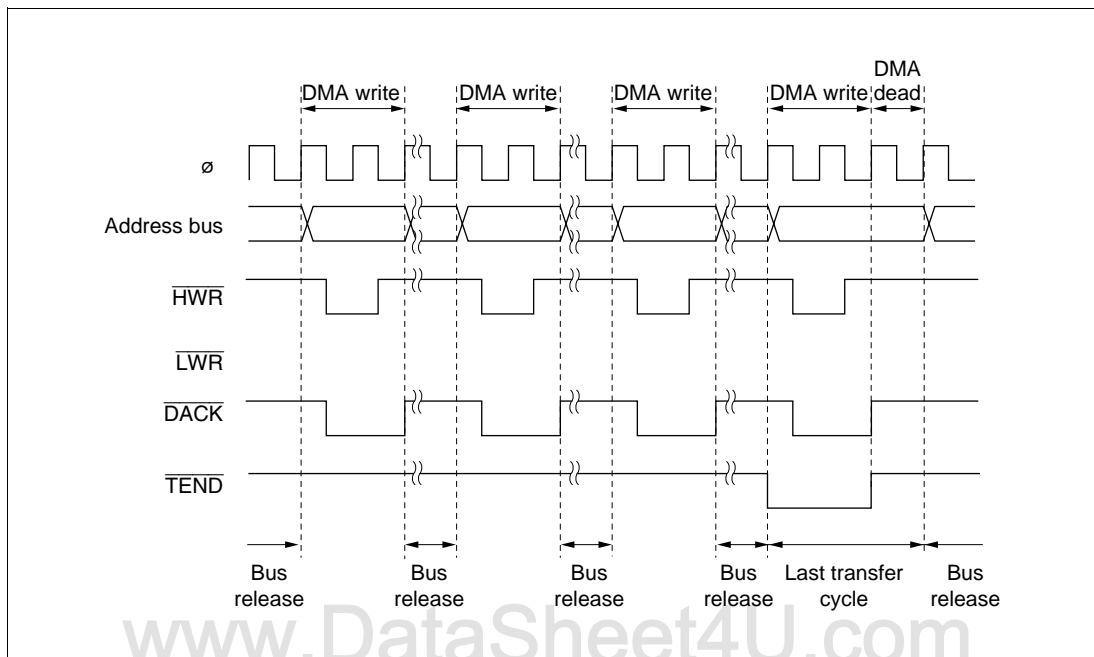 DMA
DMA write DMA write DMA write DMA write dead
ø
Address bus
HWR
LWR
DACK
TEND
Bus Bus Bus Bus Last transfer Bus
release release release release cycle release
www.DataSheet4U.com